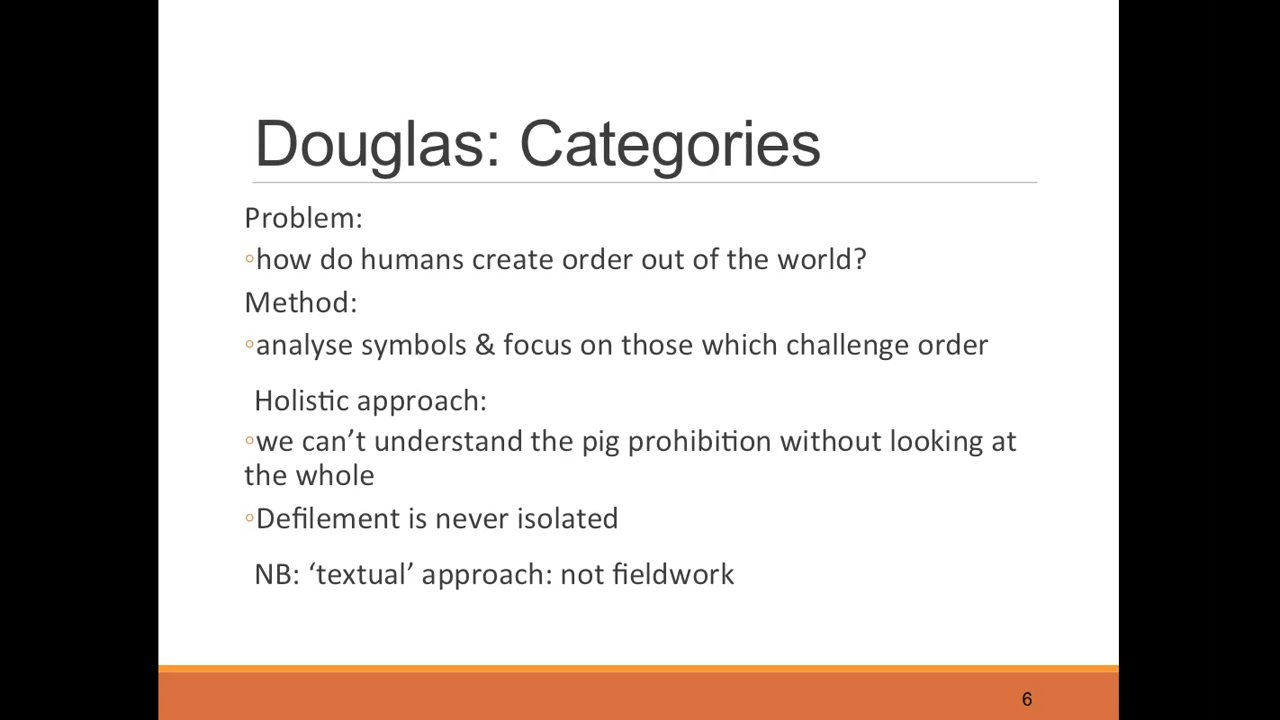 Douglas: Categories
Problem:
◦how do humans create order out of the world?
Method:
◦analyse symbols & focus on those which challenge order
Holistic approach:
◦we can’t understand the pig prohibition without looking at
the whole
◦Defilement is never isolated
NB: ‘textual’ approach: not fieldwork
6